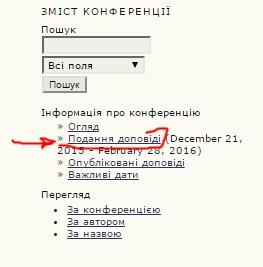 ЗМІСТ КОНФЕРЕНЦІЇ
Пошук
Всі поля
Пошук
Інформація про конференцію
» Огляд
» Подання доповіді (December 21,
2015 - February 28, 2016)
» Опубліковані доповіді
» Важливі дати
Перегляд
• За конференцією
• За автором
• За назвою